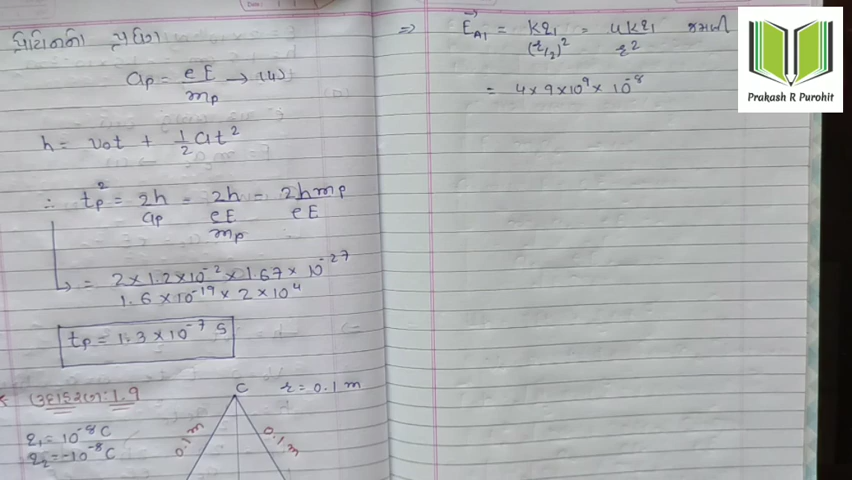 પ્રોટોનનો પ્રવેગ
ap = eE/mp → (4)
h = v₀t + 1/2 at²
∴ tp² = 2h/ap = 2h/(eE/mp) = 2hmp/eE
= 2 × 1.2 × 10⁻² × 1.67 × 10⁻²⁷ / 1.6 × 10⁻¹⁹ × 2 × 10⁴
tp = 1.3 × 10⁻⁷ S
ઉદાહરણ: 1.9
C
r = 0.1 m
q₁ = 10⁻⁸ C
q₂ = -10⁻⁸ C
0.1 m
0.1 m
⇒ E⃗A1 = kq₁/(r/2)² = 4kq₁/r² જમણી
= 4 × 9 × 10⁹ × 10⁻⁸
Prakash R Purohit